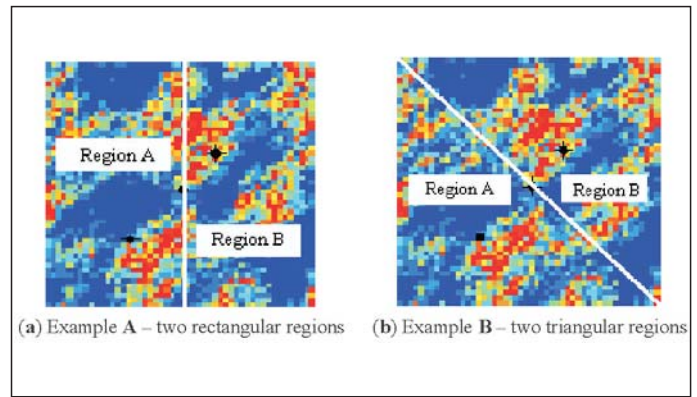 Region A
Region B
(a) Example A – two rectangular regions
Region A
Region B
(b) Example B – two triangular regions